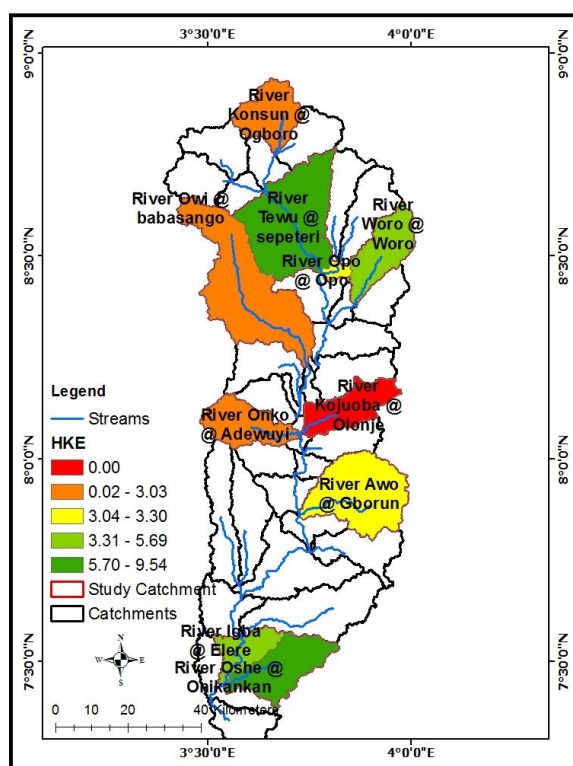 3°30'0"E
4°0'0"E
9°0'0"N
9°0'0"N
River
Konsun @
Ogboro
River Owi @
babasango
River
Tewu @
sepeteri
River
Woro @
Woro
8°30'0"N
8°30'0"N
River Opo
@ Opo
Legend
Streams
HKE
0.00
0.02 - 3.03
3.04 - 3.30
3.31 - 5.69
5.70 - 9.54
Study Catchment
Catchments
River
Kojuoba @
Olonje
River Onko
@ Adewuyi
8°0'0"N
8°0'0"N
River Awo
@ Gborun
River Igba
@ Elere
River Oshe @
Onikankan
7°30'0"N
7°30'0"N
N
W
E
S
0
10
20
40 Kilometers
3°30'0"E
4°0'0"E